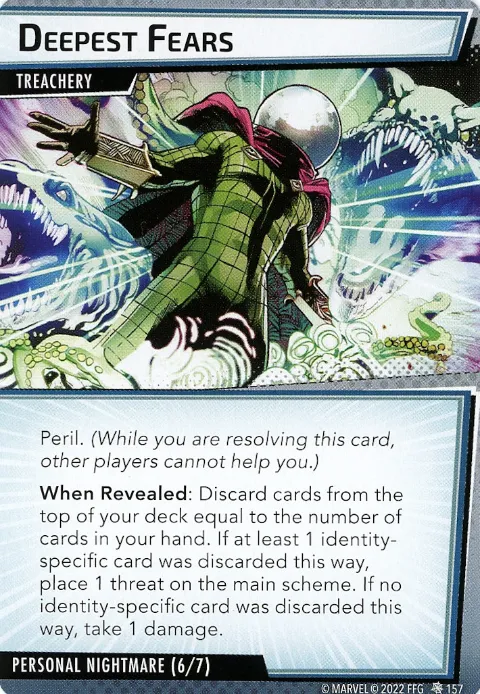 DEEPEST FEARS
TREACHERY
Peril. (While you are resolving this card,
other players cannot help you.)
When Revealed: Discard cards from the
top of your deck equal to the number of
cards in your hand. If at least 1 identity-
specific card was discarded this way,
place 1 threat on the main scheme. If no
identity-specific card was discarded this
way, take 1 damage.
PERSONAL NIGHTMARE (6/7)
© MARVEL © 2022 FFG 157